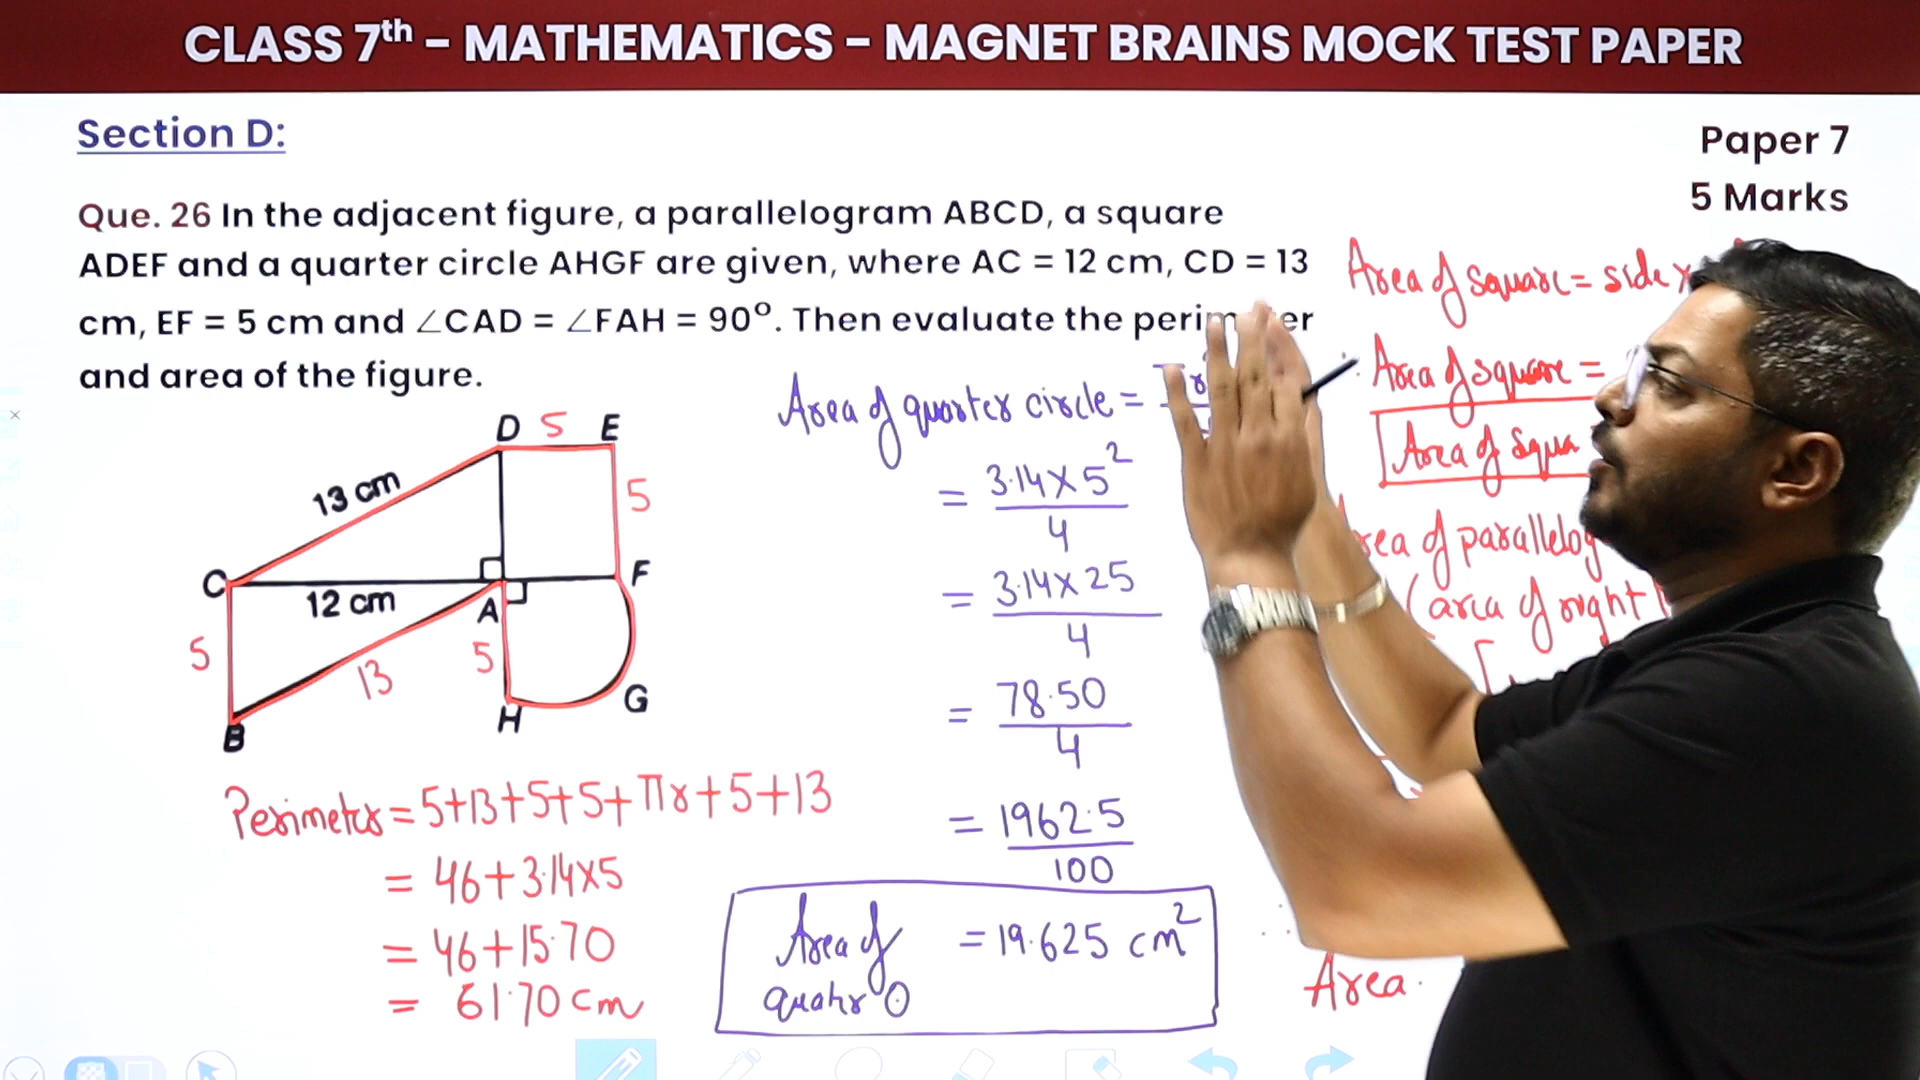 CLASS 7th - MATHEMATICS - MAGNET BRAINS MOCK TEST PAPER
Section D:
Paper 7
5 Marks
Que. 26 In the adjacent figure, a parallelogram ABCD, a square
ADEF and a quarter circle AHGF are given, where AC = 12 cm, CD = 13
cm, EF = 5 cm and ∠CAD = ∠FAH = 90°. Then evaluate the
and area of the figure.
D 5 E
13 cm
5
C
12 cm
A
F
5
13
5
G
H
B
Perimeter = 5+13+5+5+πr+5+13
= 46+3.14×5
= 46+15.70
= 61.70 cm
Area of quarter circle =
= 3.14×5²
4
= 3.14×25
4
= 78.50
4
= 1962.5
100
Area of = 19.625 cm²
Area of square = side ×
Area of square =
Area of
of
(area of right
Area